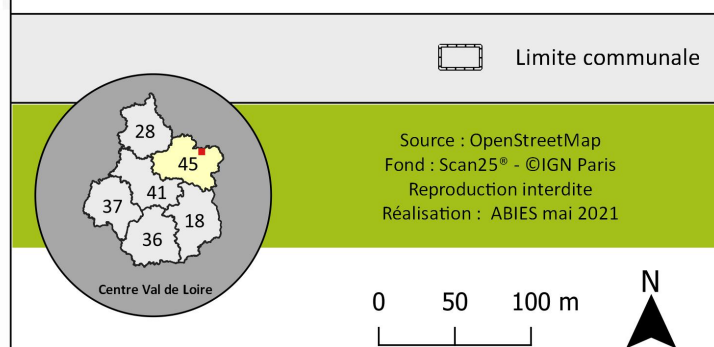 Limite communale
28
45
41
37
18
36
Centre Val de Loire
Source : OpenStreetMap
Fond : Scan25® - ©IGN Paris
Reproduction interdite
Réalisation : ABIES mai 2021
0 50 100 m
N